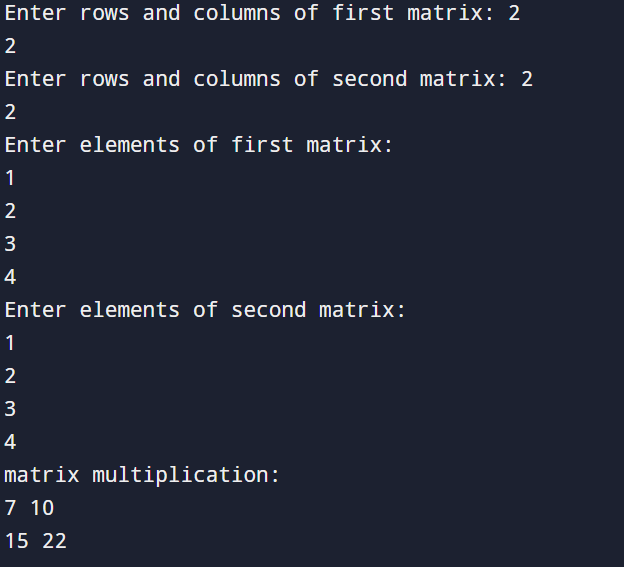 Enter rows and columns of first matrix: 2
2
Enter rows and columns of second matrix: 2
2
Enter elements of first matrix:
1
2
3
4
Enter elements of second matrix:
1
2
3
4
matrix multiplication:
7 10
15 22